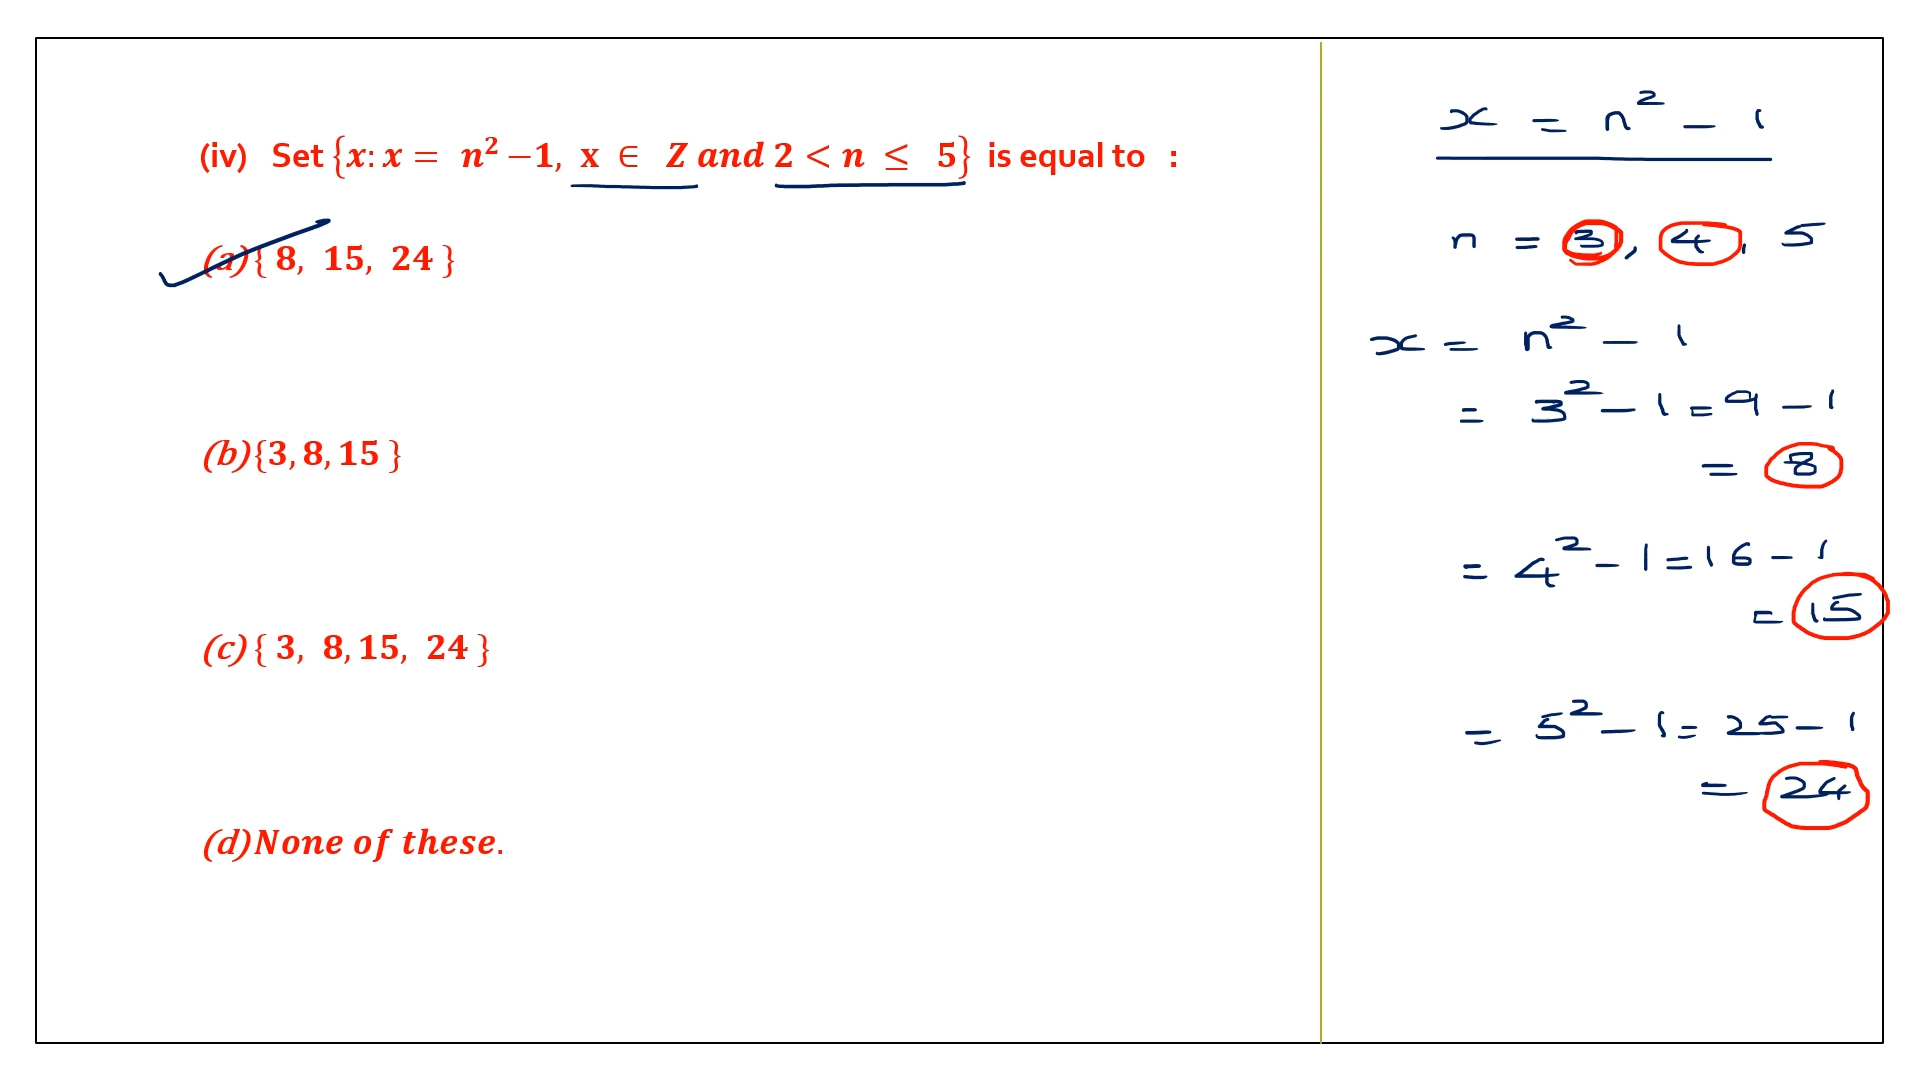 (iv) Set {x: x = n² −1, x ∈ Z and 2 < n ≤ 5} is equal to :
(a) { 8, 15, 24 }
(b) {3, 8, 15 }
(c) { 3, 8, 15, 24 }
(d) None of these.
x = n² − 1
n = 3, 4, 5
x = n² − 1
= 3² − 1 = 9 − 1
= 8
= 4² − 1 = 16 − 1
= 15
= 5² − 1 = 25 − 1
= 24